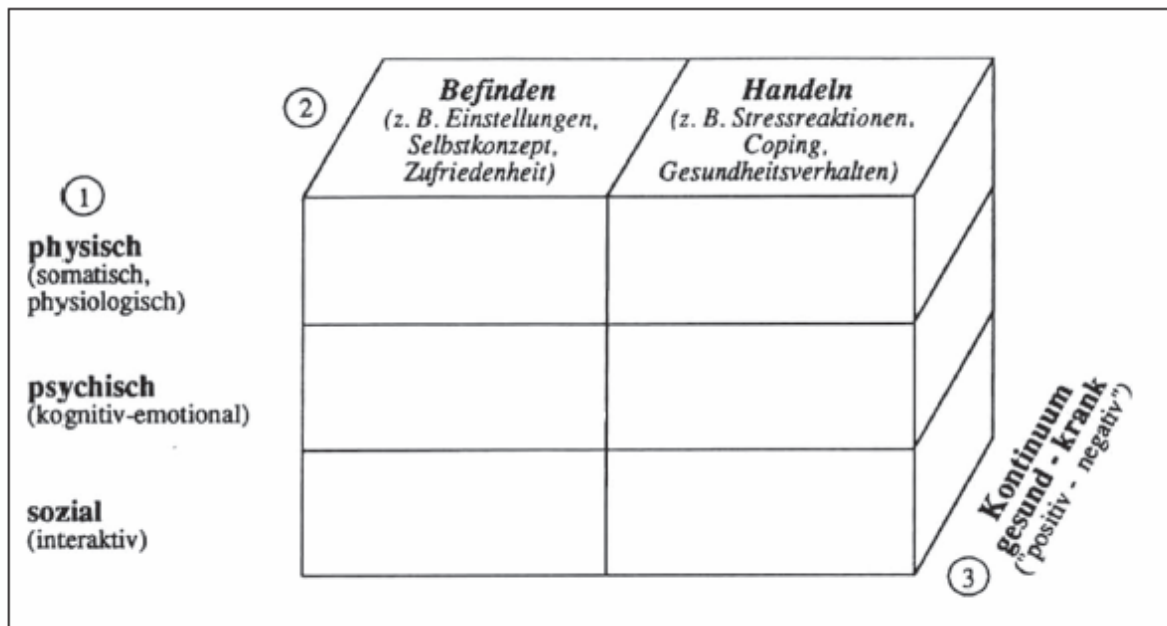 Befinden
(z. B. Einstellungen,
Selbstkonzept,
Zufriedenheit)
Handeln
(z. B. Stressreaktionen,
Coping,
Gesundheitsverhalten)
2
1
physisch
(somatisch,
physiologisch)
psychisch
(kognitiv-emotional)
sozial
(interaktiv)
Kontinuum
gesund - krank
("positiv - negativ")
3